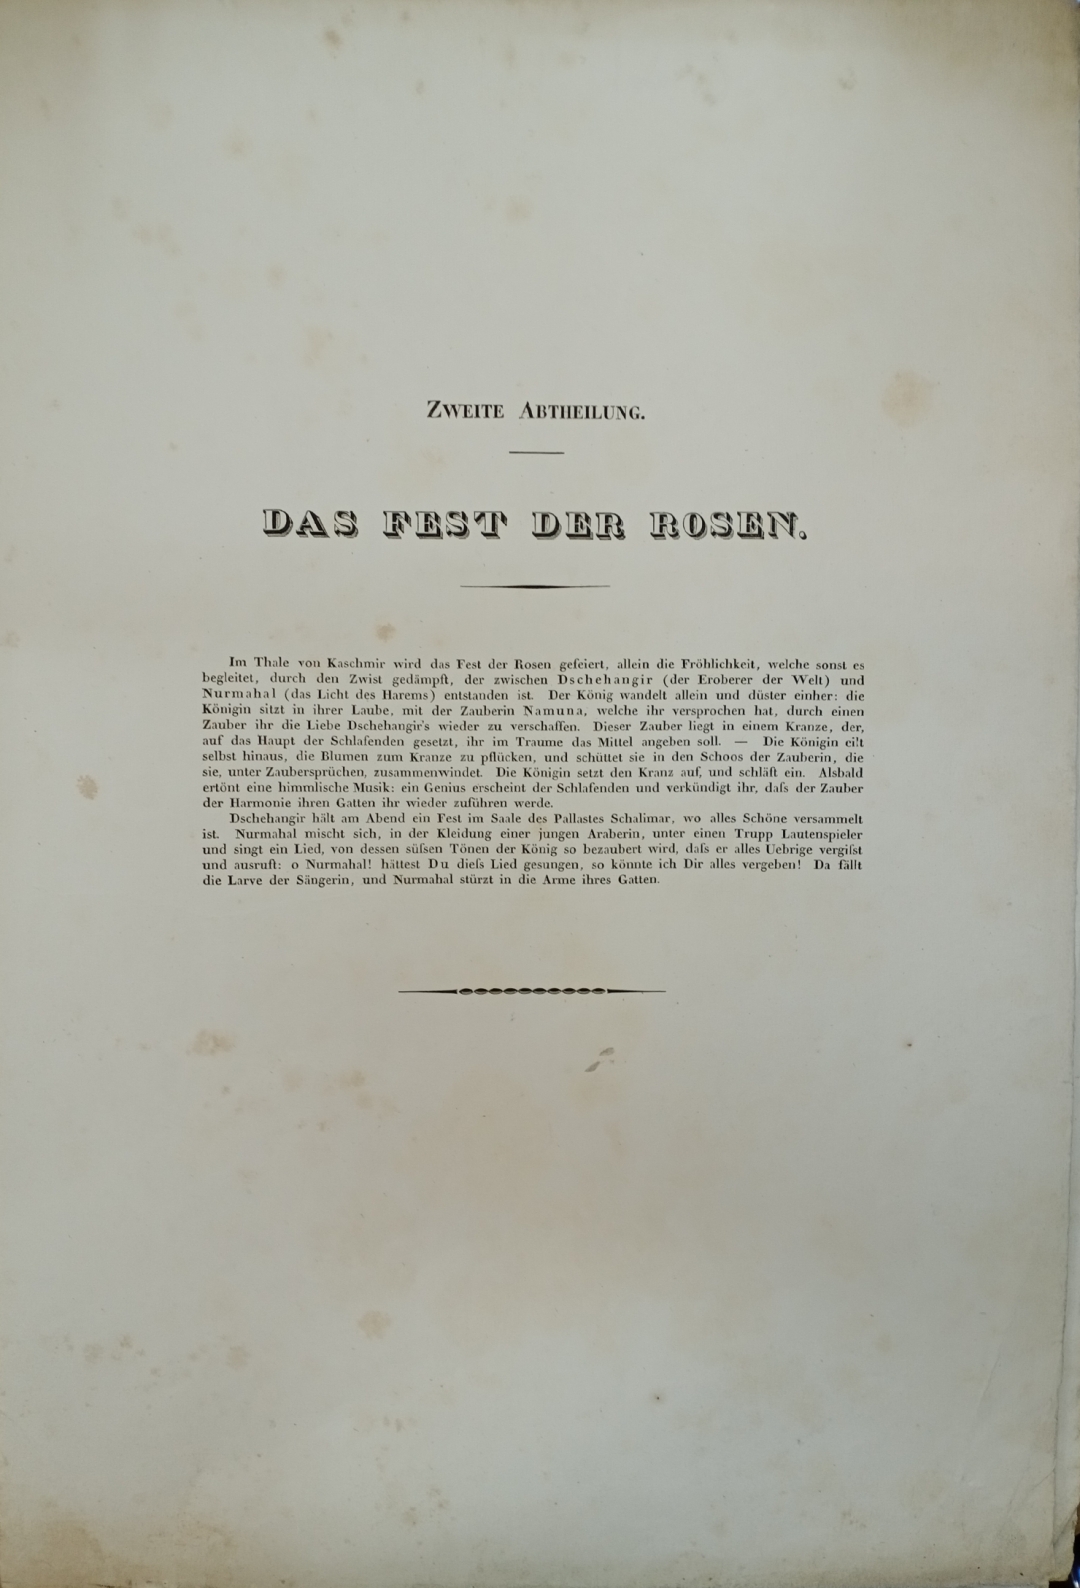 ZWEITE ABTHEILUNG.
DAS FEST DER ROSEN.
Im Thale von Kaschmir wird das Fest der Rosen gefeiert, allein die Fröhlichkeit, welche sonst es
begleitet, durch den Zwist gedämpft, der zwischen Dschehangir (der Eroberer der Welt) und
Nurmahal (das Licht des Harems) entstanden ist. Der König wandelt allein und düster einher: die
Königin sitzt in ihrer Laube, mit der Zauberin Namuna, welche ihr versprochen hat, durch einen
Zauber ihr die Liebe Dschehangir's wieder zu verschaffen. Dieser Zauber liegt in einem Kranze, der,
auf das Haupt der Schlafenden gesetzt, ihr im Traume das Mittel angeben soll. — Die Königin eilt
selbst hinaus, die Blumen zum Kranze zu pflücken, und schüttet sie in den Schoos der Zauberin, die
sie, unter Zaubersprüchen, zusammenwindet. Die Königin setzt den Kranz auf, und schläft ein. Alsbald
ertönt eine himmlische Musik: ein Genius erscheint der Schlafenden und verkündigt ihr, daſs der Zauber
der Harmonie ihren Gatten ihr wieder zuführen werde.
Dschehangir hält am Abend ein Fest im Saale des Pallastes Schalimar, wo alles Schöne versammelt
ist. Nurmahal mischt sich, in der Kleidung einer jungen Araberin, unter einen Trupp Lautenspieler
und singt ein Lied, von dessen süſsen Tönen der König so bezaubert wird, daſs er alles Uebrige vergiſst
und ausruft: o Nurmahal! hättest Du dieſs Lied gesungen, so könnte ich Dir alles vergeben! Da fällt
die Larve der Sängerin, und Nurmahal stürzt in die Arme ihres Gatten.